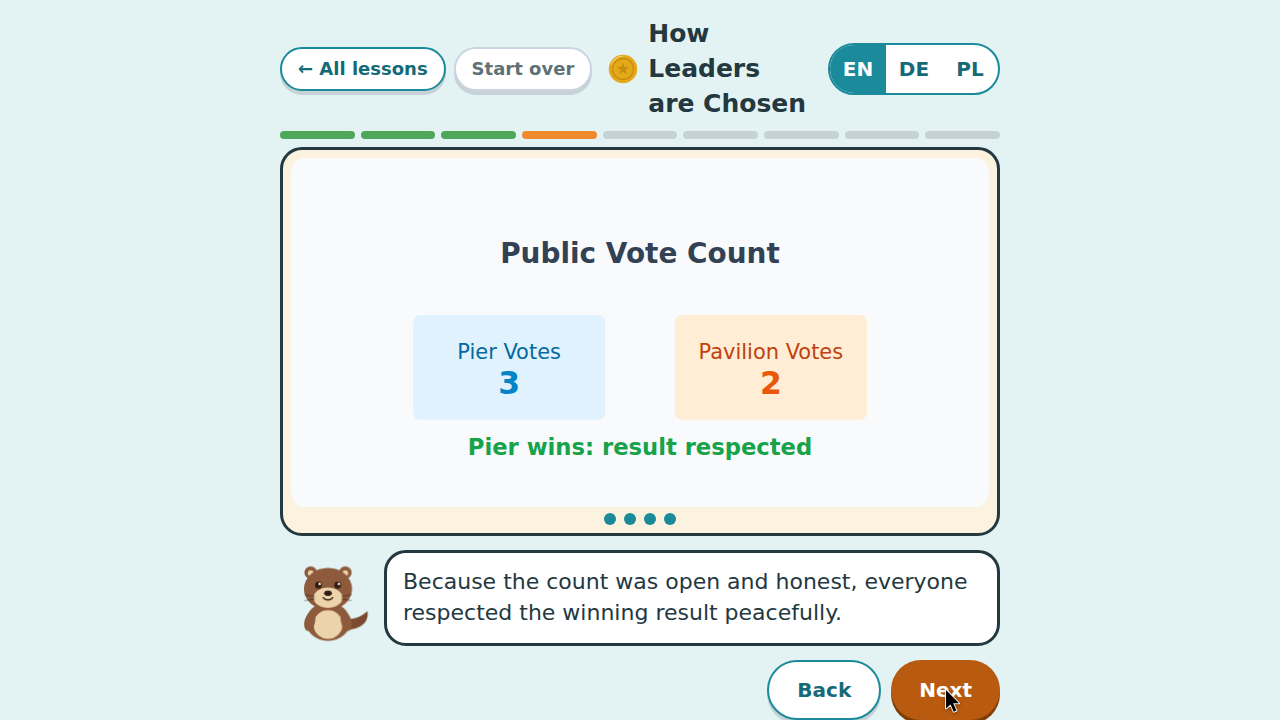 ← All lessons
Start over
How
Leaders
are Chosen
EN
DE
PL
Public Vote Count
Pier Votes
3
Pavilion Votes
2
Pier wins: result respected
Because the count was open and honest, everyone
respected the winning result peacefully.
Back
Next